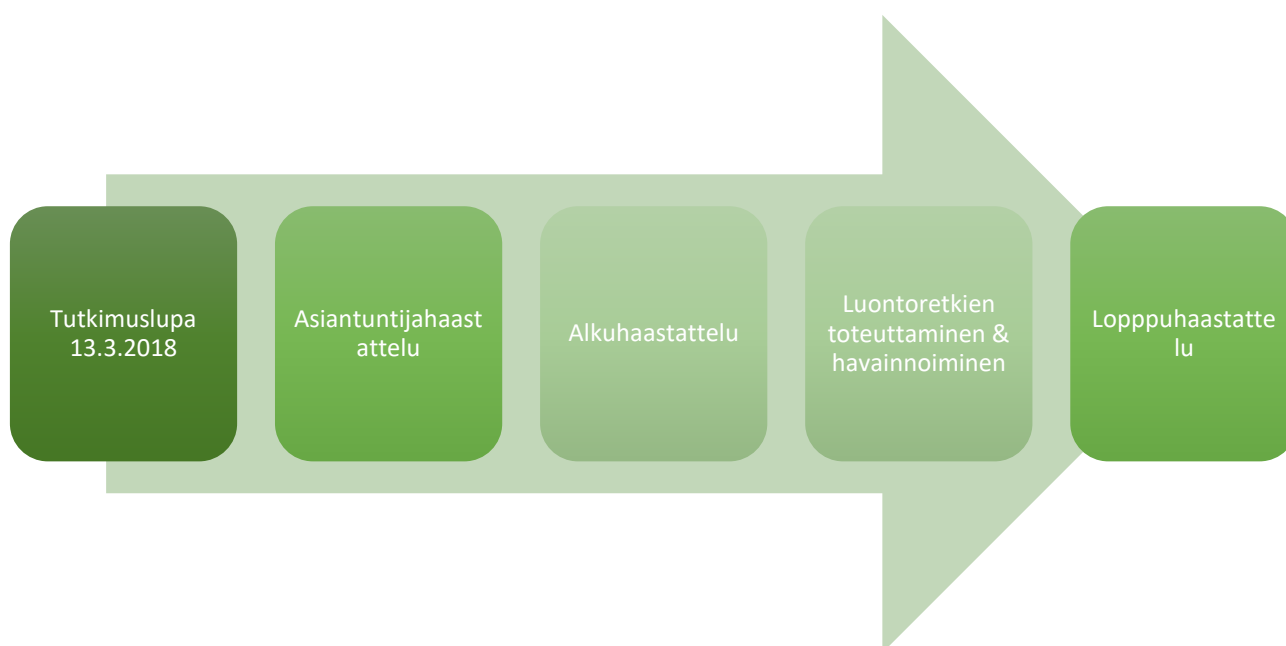 Tutkimuslupa
13.3.2018
Asiantuntijahaast
attelu
Alkuhaastattelu
Luontoretkien
toteuttaminen &
havainnoiminen
Lopppuhaastatte
lu